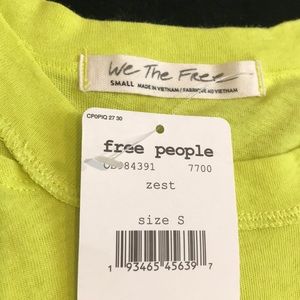 We The Free
SMALL MADE IN VIETNAM / FABRIQUÉ AU VIETNAM
CP0PIQ 27 30
free people
OB984391 7700
zest
size S
1 93465 45639 7